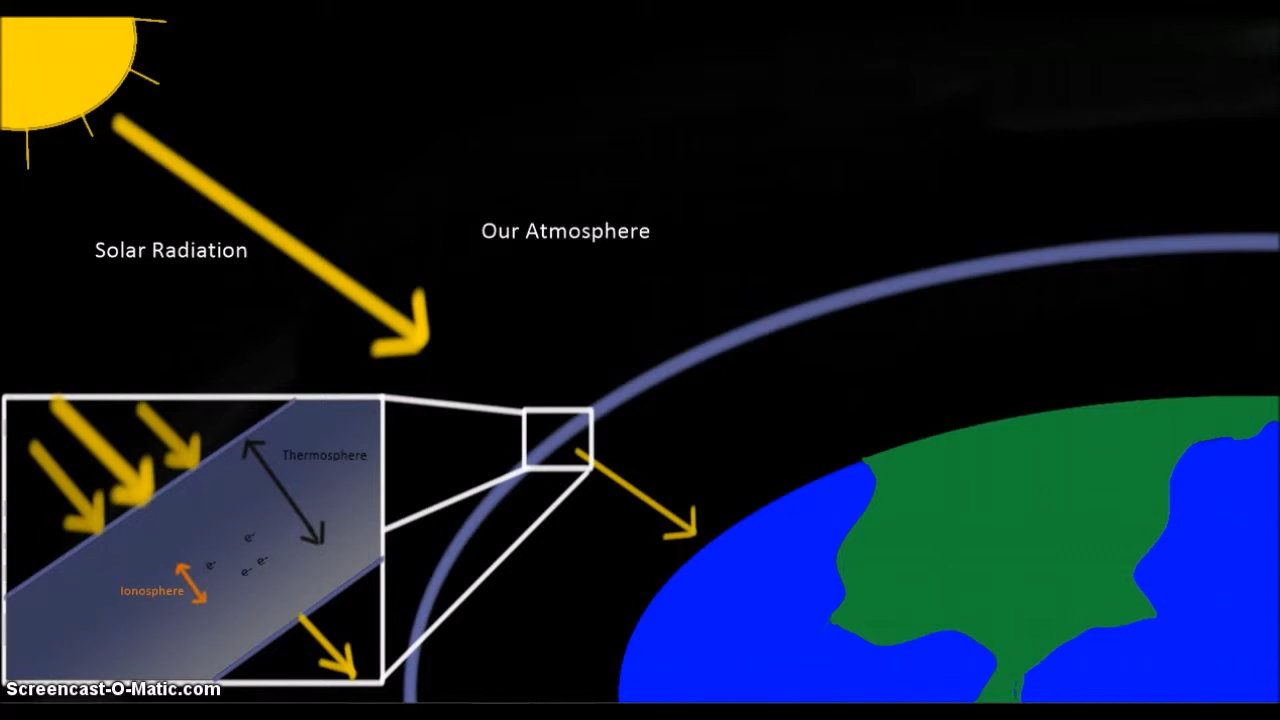 Our Atmosphere
Solar Radiation
Thermosphere
e-
e-
e-
e-
Ionosphere
Screencast-O-Matic.com